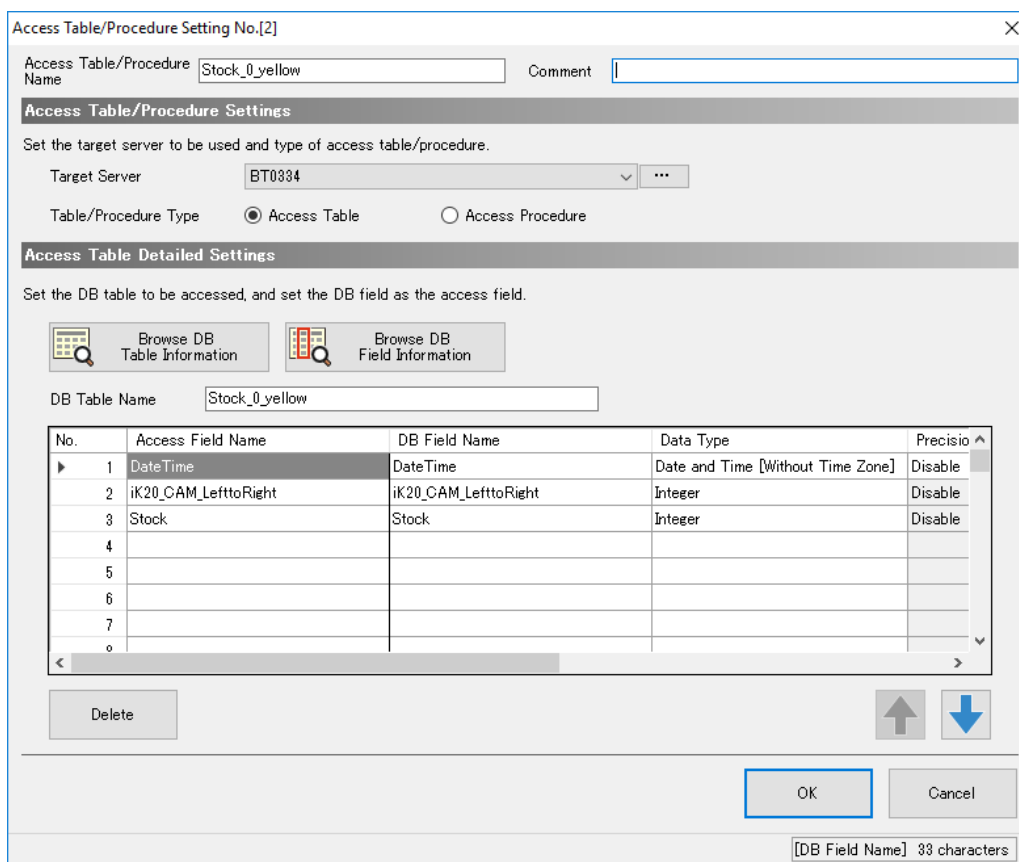 Access Table/Procedure Setting No.[2]
Access Table/Procedure Name Stock_0_yellow Comment
Access Table/Procedure Settings
Set the target server to be used and type of access table/procedure.
Target Server BT0334 ...
Table/Procedure Type Access Table Access Procedure
Access Table Detailed Settings
Set the DB table to be accessed, and set the DB field as the access field.
Browse DB Table Information Browse DB Field Information
DB Table Name Stock_0_yellow
No. Access Field Name DB Field Name Data Type Precisio
1 DateTime DateTime Date and Time [Without Time Zone] Disable
2 iK20_CAM_LefttoRight iK20_CAM_LefttoRight Integer Disable
3 Stock Stock Integer Disable
4
5
6
7
Delete
OK Cancel
[DB Field Name] 33 characters